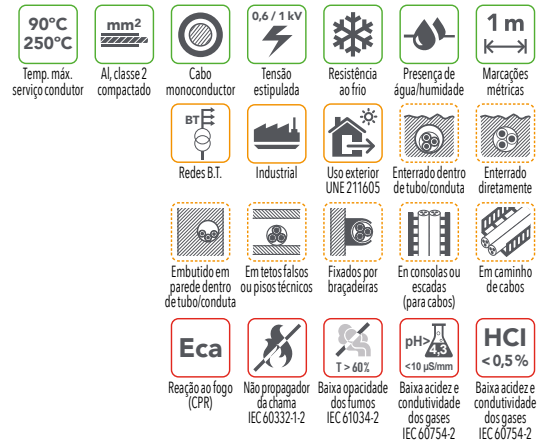 90°C
250°C
mm²
0,6 / 1 kV
1 m
Temp. máx.
serviço condutor
Al, classe 2
compactado
Cabo
monoconductor
Tensão
estipulada
Resistência
ao frio
Presença de
água/humidade
Marcações
métricas
BT
Redes B.T.
Industrial
Uso exterior
UNE 211605
Enterrado dentro
de tubo/conduta
Enterrado
diretamente
Embutido em
parede dentro
de tubo/conduta
Em tetos falsos
ou pisos técnicos
Fixados por
braçadeiras
En consolas ou
escadas
(para cabos)
Em caminho
de cabos
Eca
T > 60%
pH>
4,3
<10 µS/mm
HCl
< 0,5 %
Reação ao fogo
(CPR)
Não propagador
da chama
IEC 60332-1-2
Baixa opacidade
dos fumos
IEC 61034-2
Baixa acidez e
condutividade
dos gases
IEC 60754-2
Baixa acidez e
condutividade
dos gases
IEC 60754-2